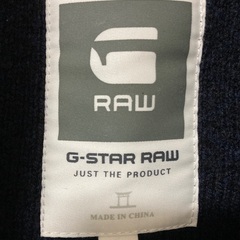 RAW
G-STAR RAW
JUST THE PRODUCT
MADE IN CHINA